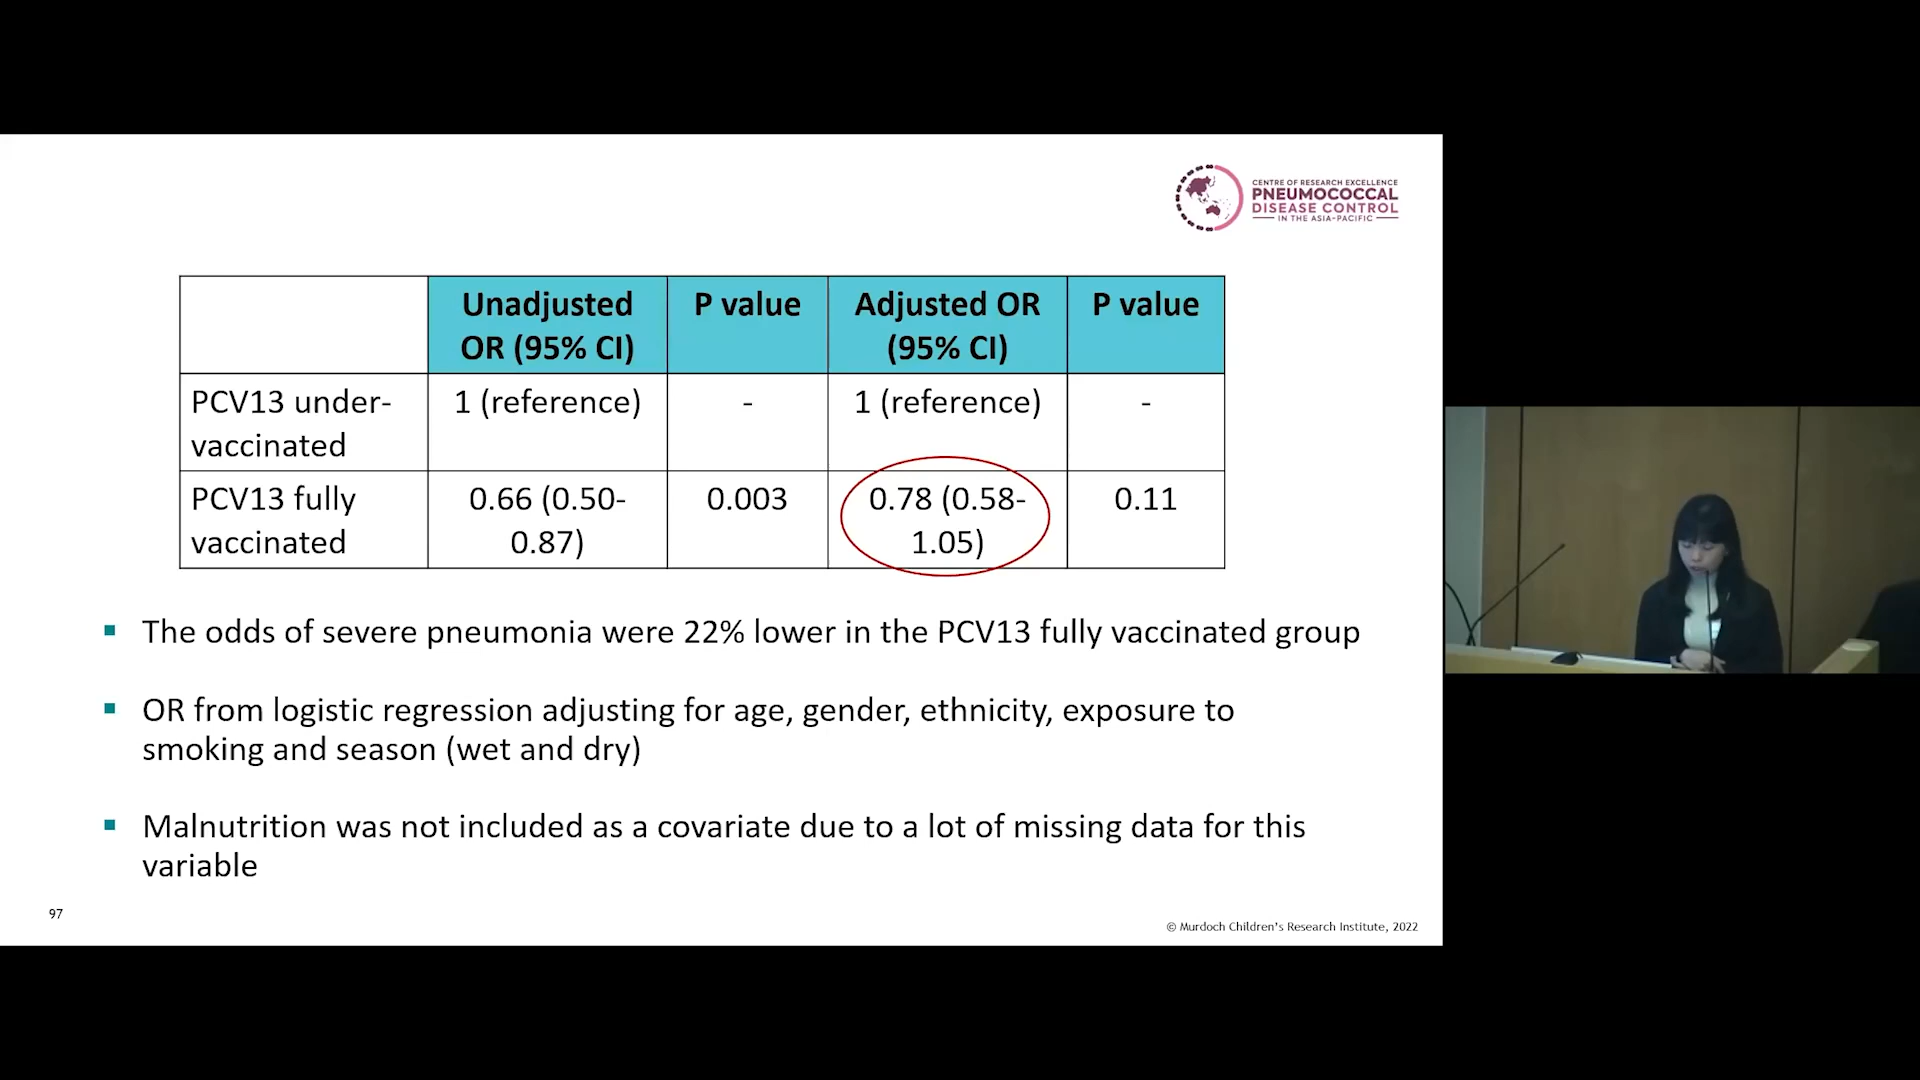 CENTRE OF RESEARCH EXCELLENCE
PNEUMOCOCCAL
DISEASE CONTROL
IN THE ASIA-PACIFIC
Unadjusted OR (95% CI)
P value
Adjusted OR (95% CI)
P value
PCV13 under-vaccinated
1 (reference)
-
1 (reference)
-
PCV13 fully vaccinated
0.66 (0.50-0.87)
0.003
0.78 (0.58-1.05)
0.11
▪ The odds of severe pneumonia were 22% lower in the PCV13 fully vaccinated group
▪ OR from logistic regression adjusting for age, gender, ethnicity, exposure to
smoking and season (wet and dry)
▪ Malnutrition was not included as a covariate due to a lot of missing data for this
variable
97
© Murdoch Children's Research Institute, 2022